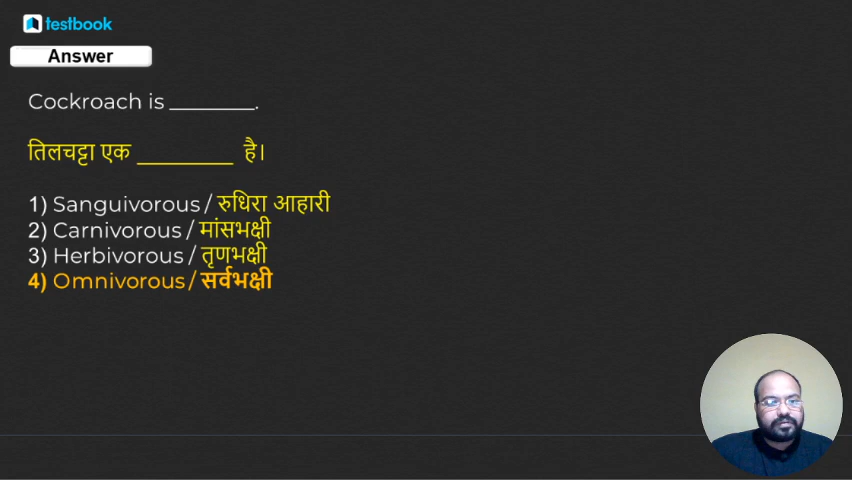 testbook
Answer
Cockroach is ________.
तिलचट्टा एक ________ है।
1) Sanguivorous / रुधिरा आहारी
2) Carnivorous / मांसभक्षी
3) Herbivorous / तृणभक्षी
4) Omnivorous / सर्वभक्षी